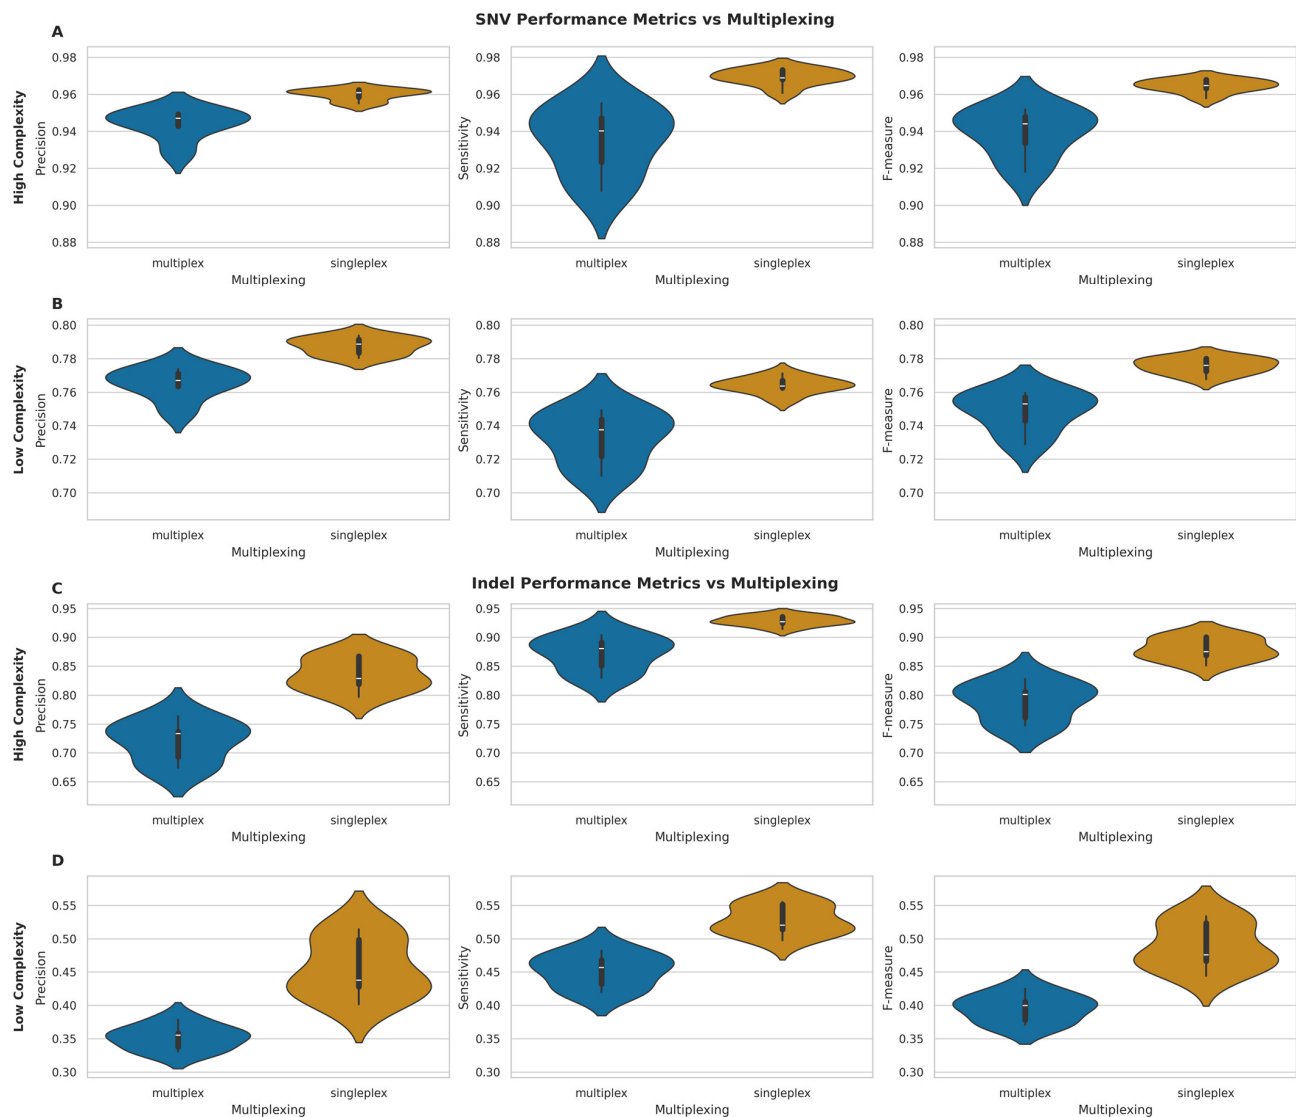 SNV Performance Metrics vs Multiplexing
A
High Complexity
Precision
0.98
0.96
0.94
0.92
0.90
0.88
multiplex singleplex
Multiplexing
Sensitivity
0.98
0.96
0.94
0.92
0.90
0.88
multiplex singleplex
Multiplexing
F-measure
0.98
0.96
0.94
0.92
0.90
0.88
multiplex singleplex
Multiplexing
B
Low Complexity
Precision
0.80
0.78
0.76
0.74
0.72
0.70
multiplex singleplex
Multiplexing
Sensitivity
0.80
0.78
0.76
0.74
0.72
0.70
multiplex singleplex
Multiplexing
F-measure
0.80
0.78
0.76
0.74
0.72
0.70
multiplex singleplex
Multiplexing
Indel Performance Metrics vs Multiplexing
C
High Complexity
Precision
0.95
0.90
0.85
0.80
0.75
0.70
0.65
multiplex singleplex
Multiplexing
Sensitivity
0.95
0.90
0.85
0.80
0.75
0.70
0.65
multiplex singleplex
Multiplexing
F-measure
0.95
0.90
0.85
0.80
0.75
0.70
0.65
multiplex singleplex
Multiplexing
D
Low Complexity
Precision
0.55
0.50
0.45
0.40
0.35
0.30
multiplex singleplex
Multiplexing
Sensitivity
0.55
0.50
0.45
0.40
0.35
0.30
multiplex singleplex
Multiplexing
F-measure
0.55
0.50
0.45
0.40
0.35
0.30
multiplex singleplex
Multiplexing